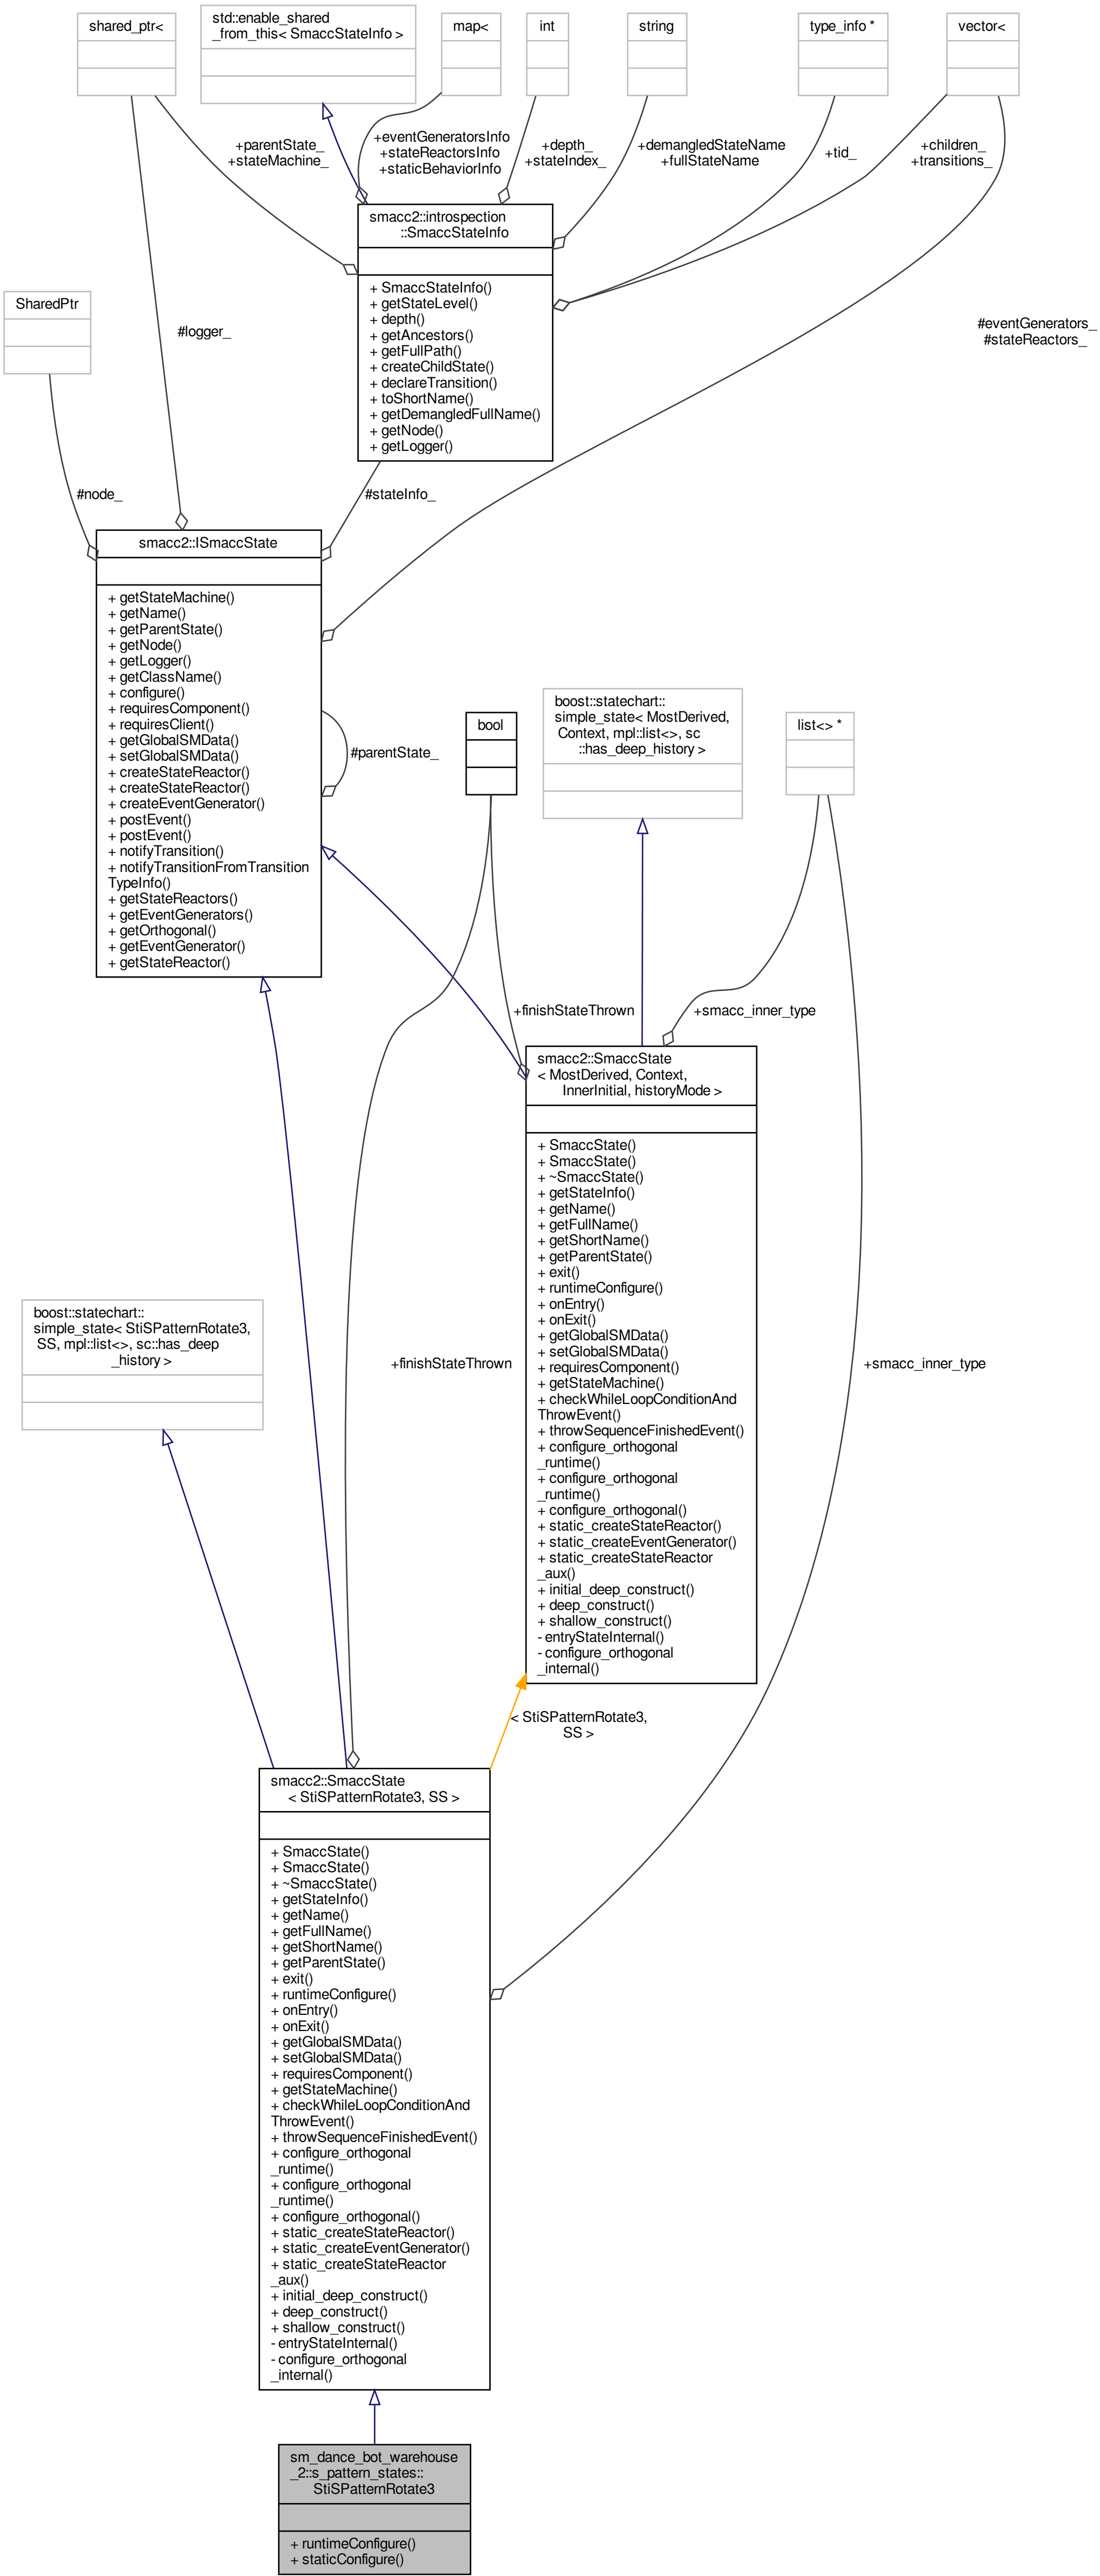 shared_ptr<
std::enable_shared
_from_this< SmaccStateInfo >
map<
int
string
type_info *
vector<
+parentState_
+stateMachine_
+eventGeneratorsInfo
+stateReactorsInfo
+staticBehaviorInfo
+depth_
+stateIndex_
+demangledStateName
+fullStateName
+tid_
+children_
+transitions_
smacc2::introspection
::SmaccStateInfo
+ SmaccStateInfo()
+ getStateLevel()
+ depth()
+ getAncestors()
+ getFullPath()
+ createChildState()
+ declareTransition()
+ toShortName()
+ getDemangledFullName()
+ getNode()
+ getLogger()
SharedPtr
#logger_
#eventGenerators_
#stateReactors_
#node_
#stateInfo_
smacc2::ISmaccState
+ getStateMachine()
+ getName()
+ getParentState()
+ getNode()
+ getLogger()
+ getClassName()
+ configure()
+ requiresComponent()
+ requiresClient()
+ getGlobalSMData()
+ setGlobalSMData()
+ createStateReactor()
+ createStateReactor()
+ createEventGenerator()
+ postEvent()
+ postEvent()
+ notifyTransition()
+ notifyTransitionFromTransition
TypeInfo()
+ getStateReactors()
+ getEventGenerators()
+ getOrthogonal()
+ getEventGenerator()
+ getStateReactor()
#parentState_
bool
boost::statechart::
simple_state< MostDerived,
Context, mpl::list<>, sc
::has_deep_history >
list<> *
+finishStateThrown
+smacc_inner_type
smacc2::SmaccState
< MostDerived, Context,
InnerInitial, historyMode >
+ SmaccState()
+ SmaccState()
+ ~SmaccState()
+ getStateInfo()
+ getName()
+ getFullName()
+ getShortName()
+ getParentState()
+ exit()
+ runtimeConfigure()
+ onEntry()
+ onExit()
+ getGlobalSMData()
+ setGlobalSMData()
+ requiresComponent()
+ getStateMachine()
+ checkWhileLoopConditionAnd
ThrowEvent()
+ throwSequenceFinishedEvent()
+ configure_orthogonal
_runtime()
+ configure_orthogonal
_runtime()
+ configure_orthogonal()
+ static_createStateReactor()
+ static_createEventGenerator()
+ static_createStateReactor
_aux()
+ initial_deep_construct()
+ deep_construct()
+ shallow_construct()
- entryStateInternal()
- configure_orthogonal
_internal()
boost::statechart::
simple_state< StiSPatternRotate3,
SS, mpl::list<>, sc::has_deep
_history >
+finishStateThrown
+smacc_inner_type
< StiSPatternRotate3,
SS >
smacc2::SmaccState
< StiSPatternRotate3, SS >
+ SmaccState()
+ SmaccState()
+ ~SmaccState()
+ getStateInfo()
+ getName()
+ getFullName()
+ getShortName()
+ getParentState()
+ exit()
+ runtimeConfigure()
+ onEntry()
+ onExit()
+ getGlobalSMData()
+ setGlobalSMData()
+ requiresComponent()
+ getStateMachine()
+ checkWhileLoopConditionAnd
ThrowEvent()
+ throwSequenceFinishedEvent()
+ configure_orthogonal
_runtime()
+ configure_orthogonal
_runtime()
+ configure_orthogonal()
+ static_createStateReactor()
+ static_createEventGenerator()
+ static_createStateReactor
_aux()
+ initial_deep_construct()
+ deep_construct()
+ shallow_construct()
- entryStateInternal()
- configure_orthogonal
_internal()
sm_dance_bot_warehouse
_2::s_pattern_states::
StiSPatternRotate3
+ runtimeConfigure()
+ staticConfigure()